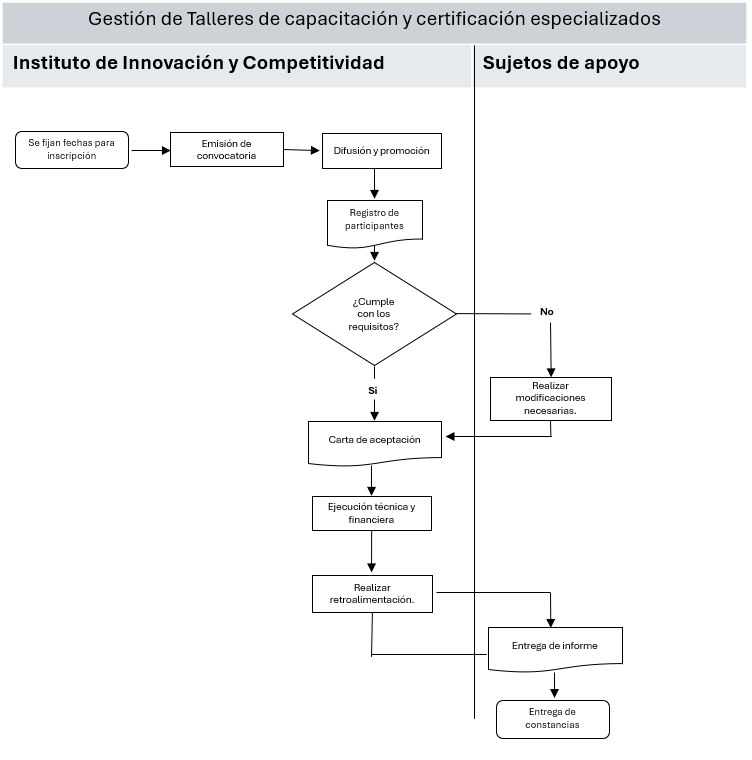 Gestión de Talleres de capacitación y certificación especializados
Instituto de Innovación y Competitividad
Sujetos de apoyo
Se fijan fechas para
inscripción
Emisión de
convocatoria
Difusión y promoción
Registro de
participantes
¿Cumple
con los
requisitos?
No
Realizar
modificaciones
necesarias.
Si
Carta de aceptación
Ejecución técnica y
financiera
Realizar
retroalimentación.
Entrega de informe
Entrega de
constancias